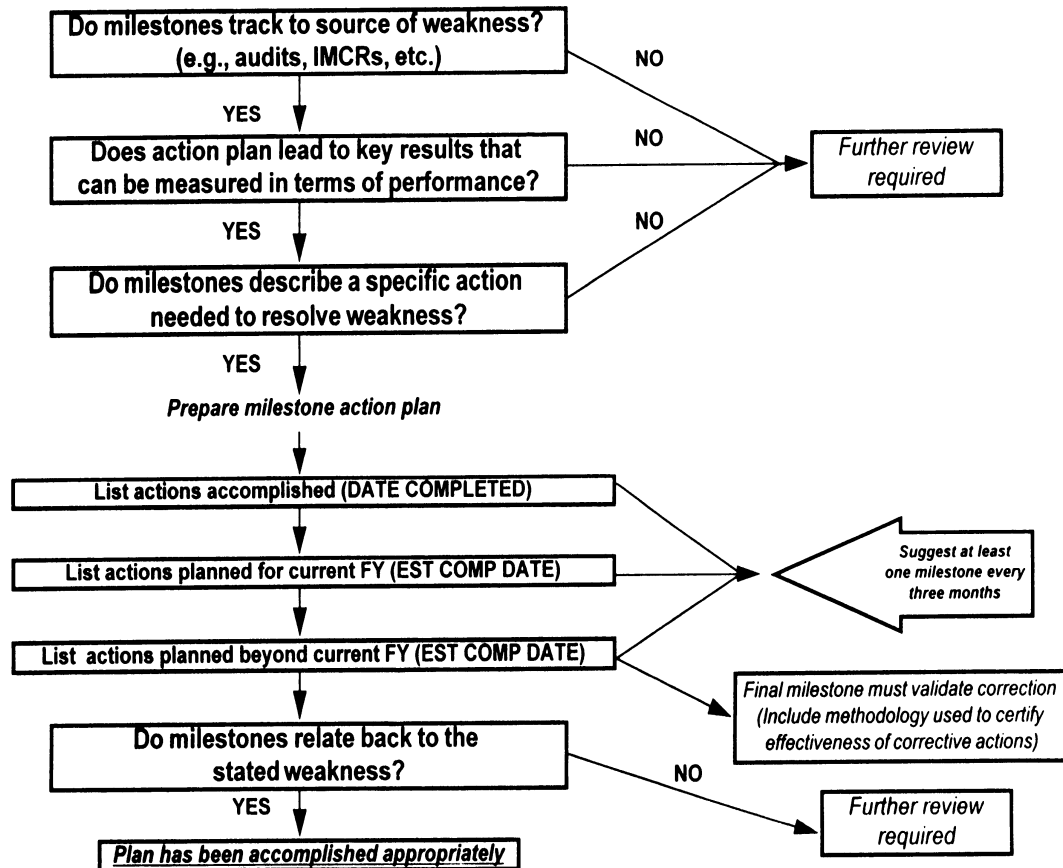 Do milestones track to source of weakness?
(e.g., audits, IMCRs, etc.)
NO
YES
Does action plan lead to key results that
can be measured in terms of performance?
NO
Further review
required
YES
NO
Do milestones describe a specific action
needed to resolve weakness?
YES
Prepare milestone action plan
List actions accomplished (DATE COMPLETED)
List actions planned for current FY (EST COMP DATE)
Suggest at least
one milestone every
three months
List actions planned beyond current FY (EST COMP DATE)
Final milestone must validate correction
(Include methodology used to certify
effectiveness of corrective actions)
Do milestones relate back to the
stated weakness?
NO
YES
Further review
required
Plan has been accomplished appropriately